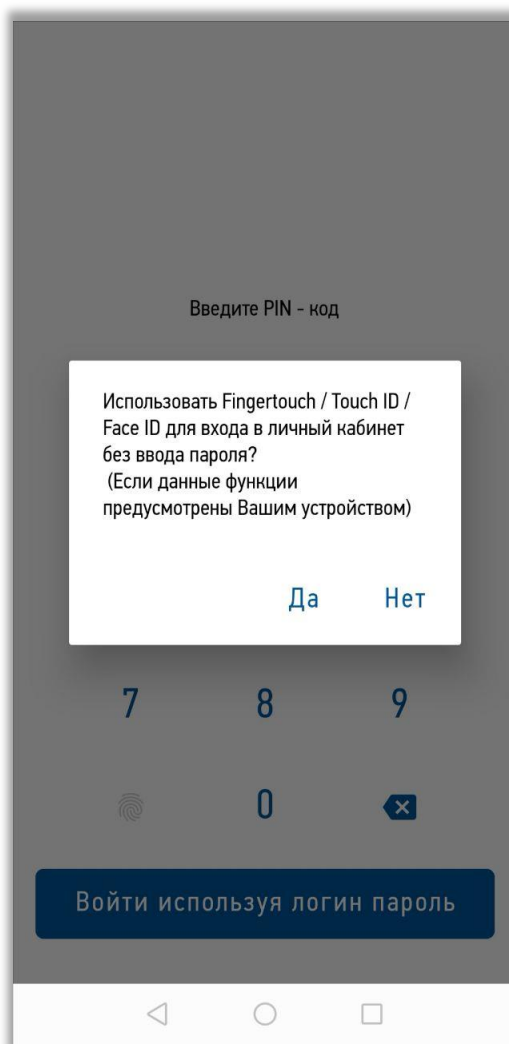 Введите PIN - код
Использовать Fingertouch / Touch ID /
Face ID для входа в личный кабинет
без ввода пароля?
(Если данные функции
предусмотрены Вашим устройством)
Да Нет
7 8 9
0
Войти используя логин пароль